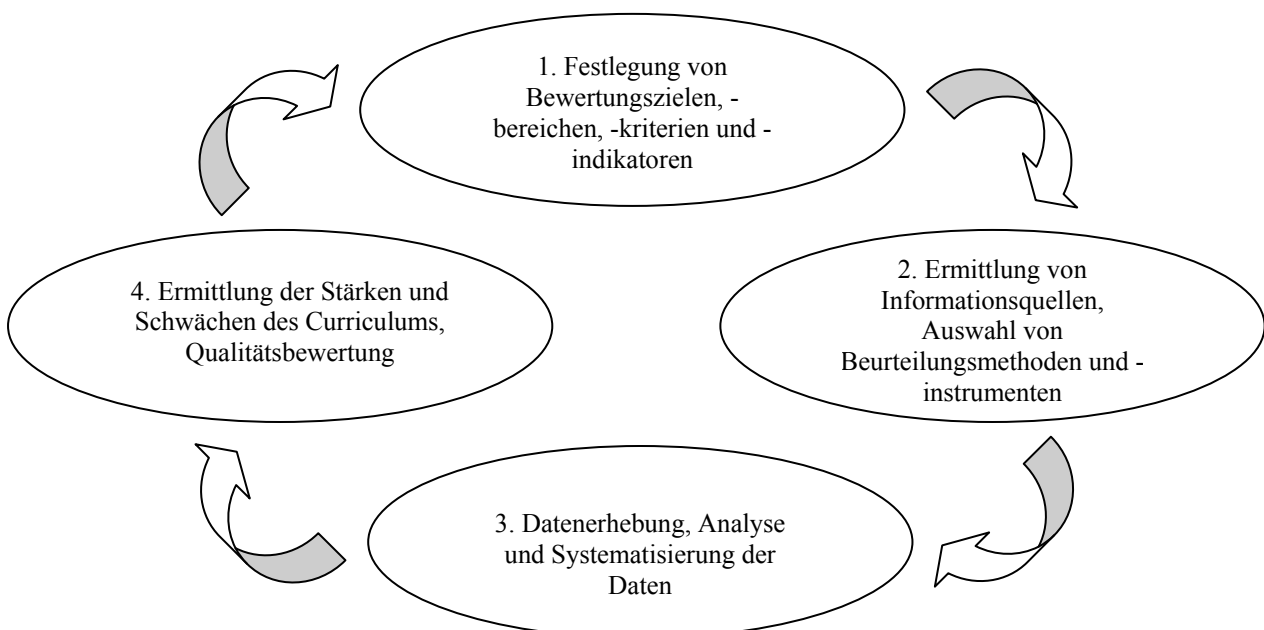 1. Festlegung von
Bewertungszielen, -
bereichen, -kriterien und -
indikatoren
2. Ermittlung von
Informationsquellen,
Auswahl von
Beurteilungsmethoden und -
instrumenten
3. Datenerhebung, Analyse
und Systematisierung der
Daten
4. Ermittlung der Stärken und
Schwächen des Curriculums,
Qualitätsbewertung